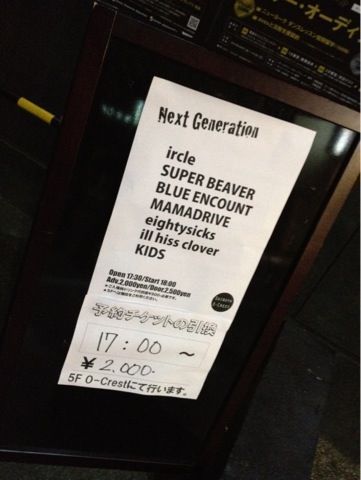 Next Generation
ircle
SUPER BEAVER
BLUE ENCOUNT
MAMADRIVE
eightysicks
ill hiss clover
KIDS
Open 17:30/Start 18:00
Adv.2,000yen/Door.2,500yen
予約チケットの引換
17:00 ～
¥2,000-
5F O-Crestにて行います。